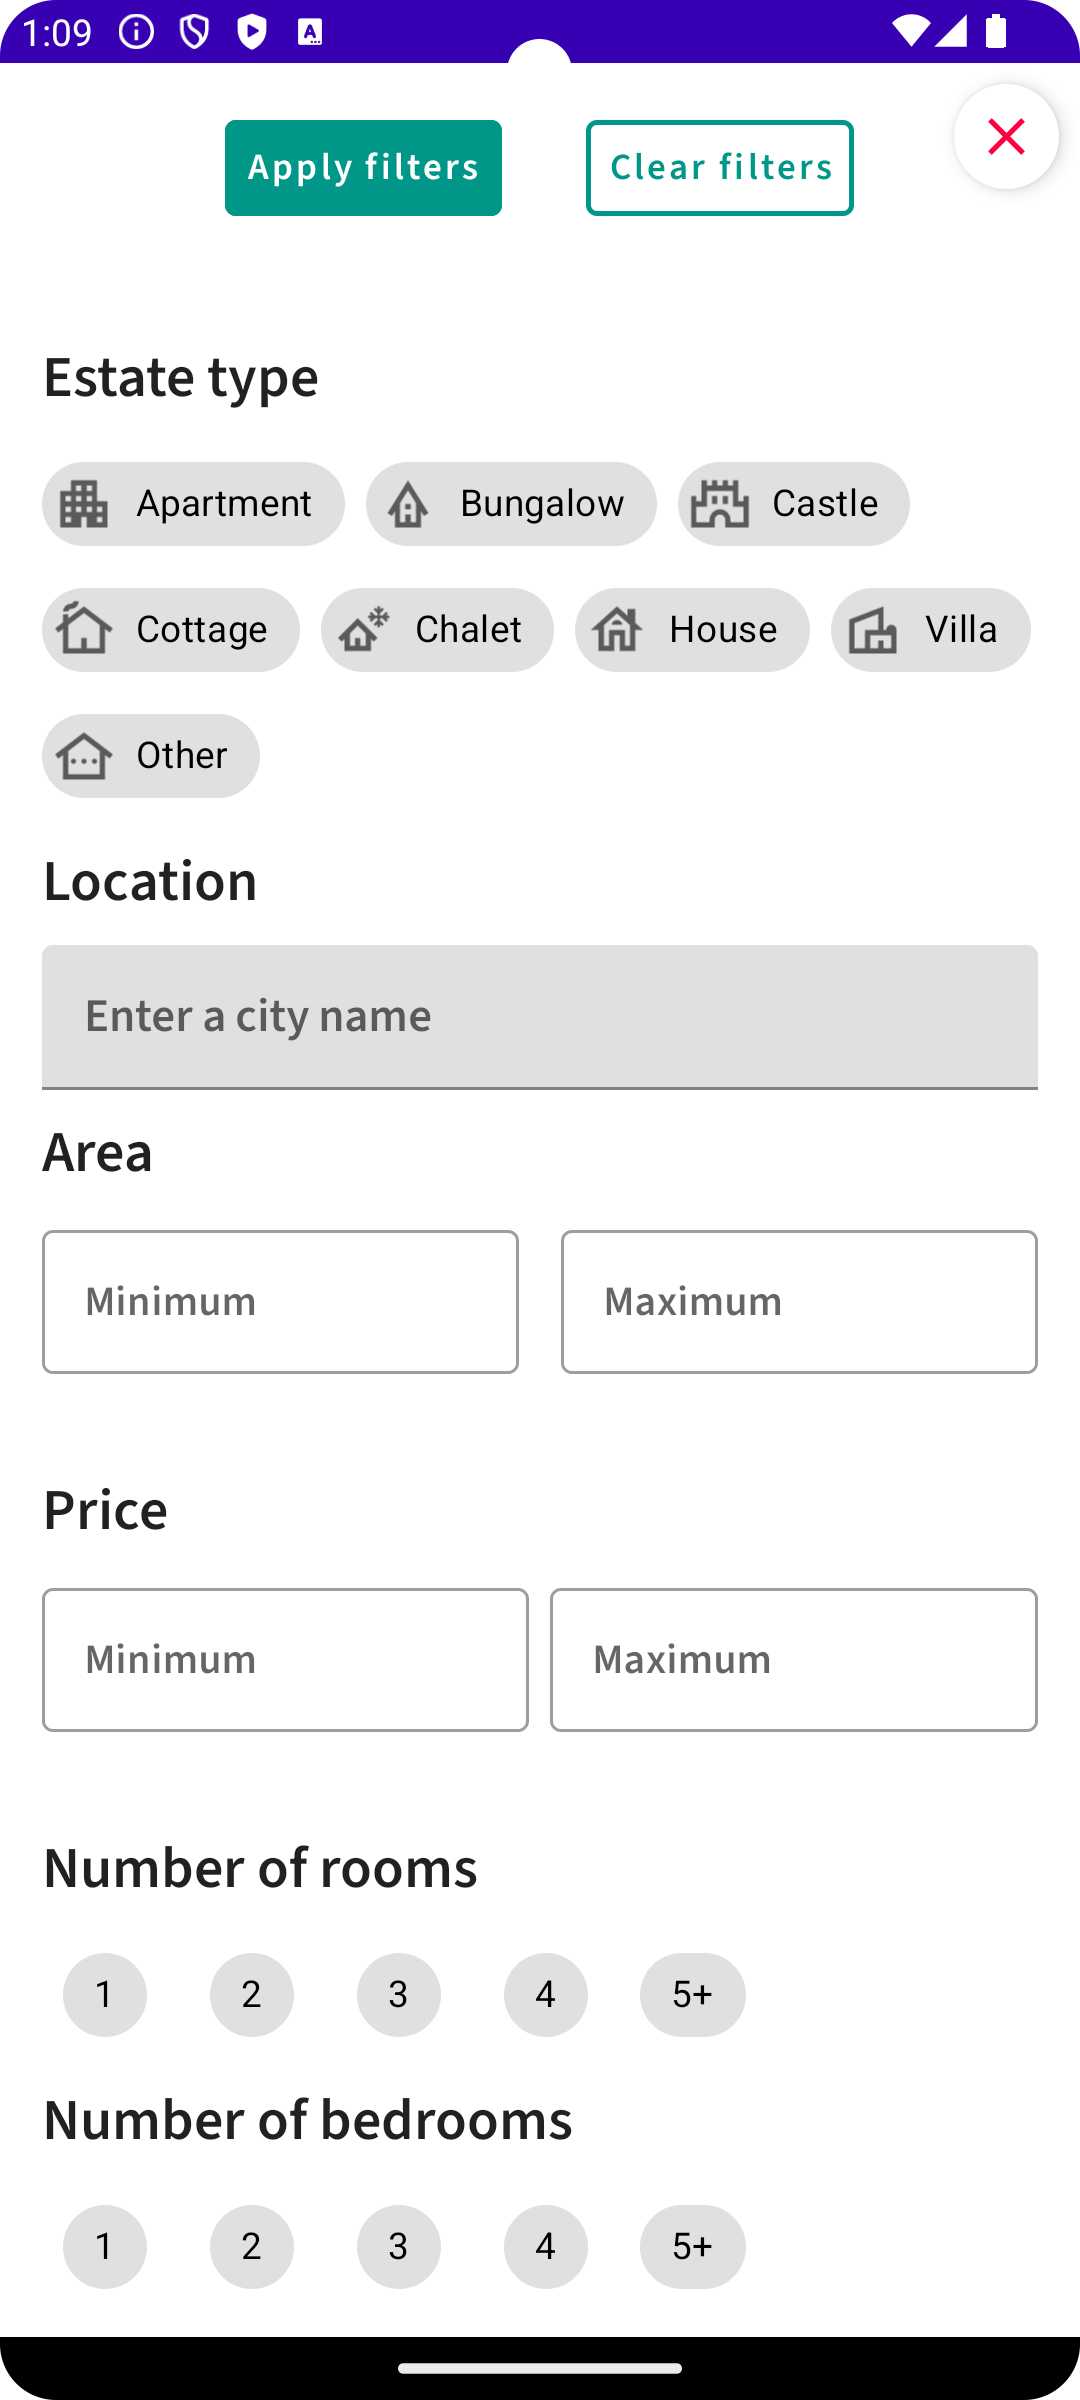 1:09
Apply filters Clear filters
Estate type
Apartment Bungalow Castle
Cottage Chalet House Villa
Other
Location
Enter a city name
Area
Minimum Maximum
Price
Minimum Maximum
Number of rooms
1 2 3 4 5+
Number of bedrooms
1 2 3 4 5+